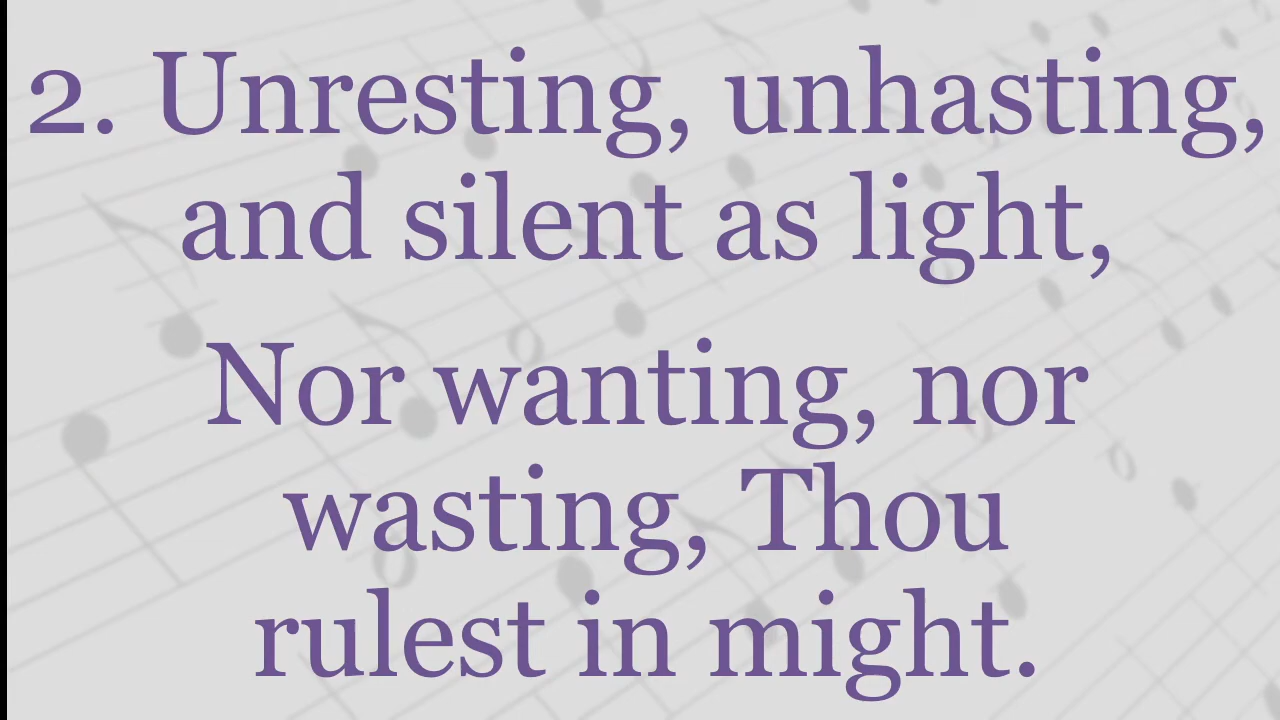 2. Unresting, unhasting,
and silent as light,
Nor wanting, nor
wasting, Thou
rulest in might.